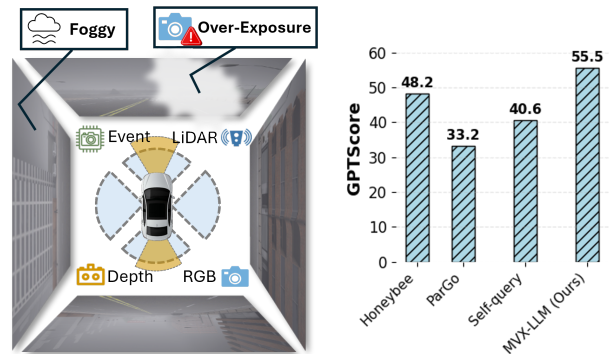 Foggy
Over-Exposure
Event
LiDAR
Depth
RGB
GPTScore
60
50
40
30
20
10
0
48.2
33.2
40.6
55.5
Honeybee
ParGo
Self-query
MVX-LLM (Ours)